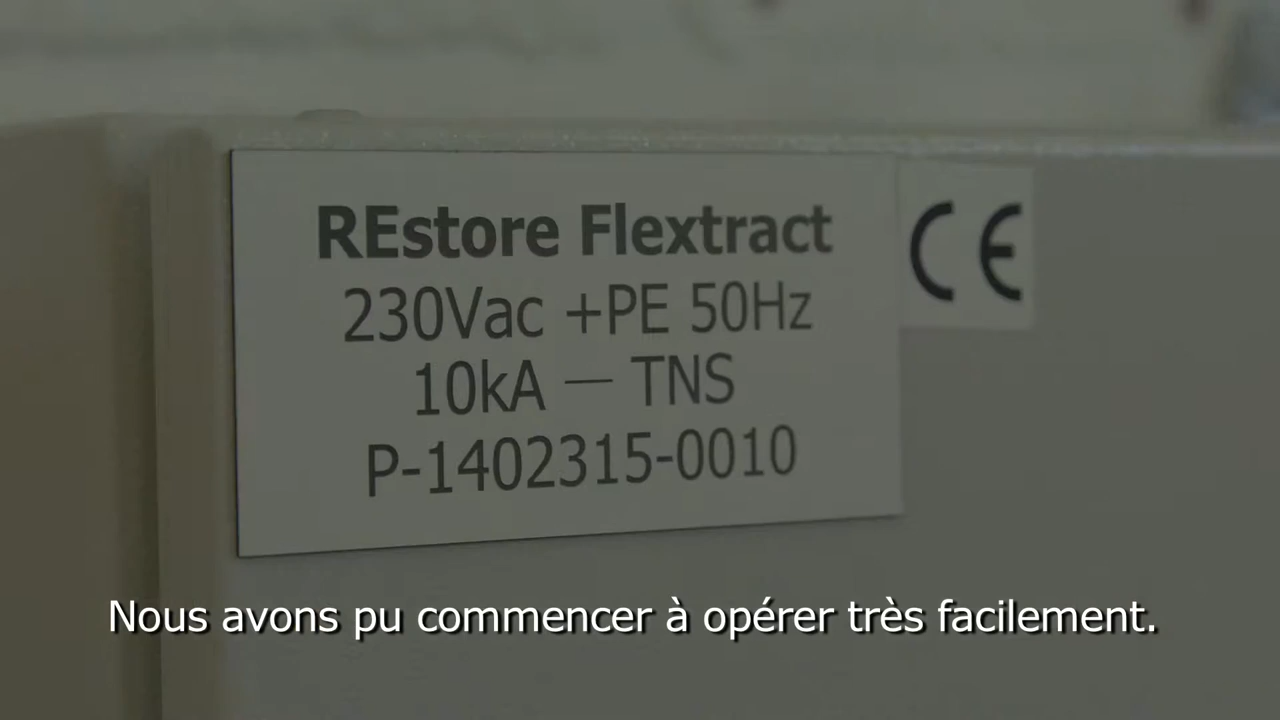 REstore Flextract
230Vac +PE 50Hz
10kA — TNS
P-1402315-0010
CE
Nous avons pu commencer à opérer très facilement.